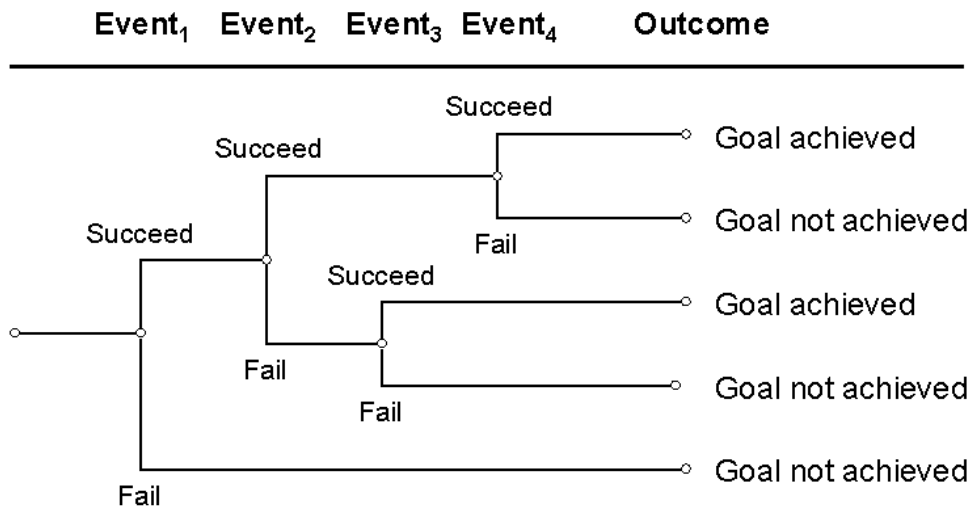 Event₁ Event₂ Event₃ Event₄ Outcome
Succeed
Goal achieved
Succeed
Goal not achieved
Succeed
Fail
Succeed
Goal achieved
Fail
Goal not achieved
Fail
Goal not achieved
Fail